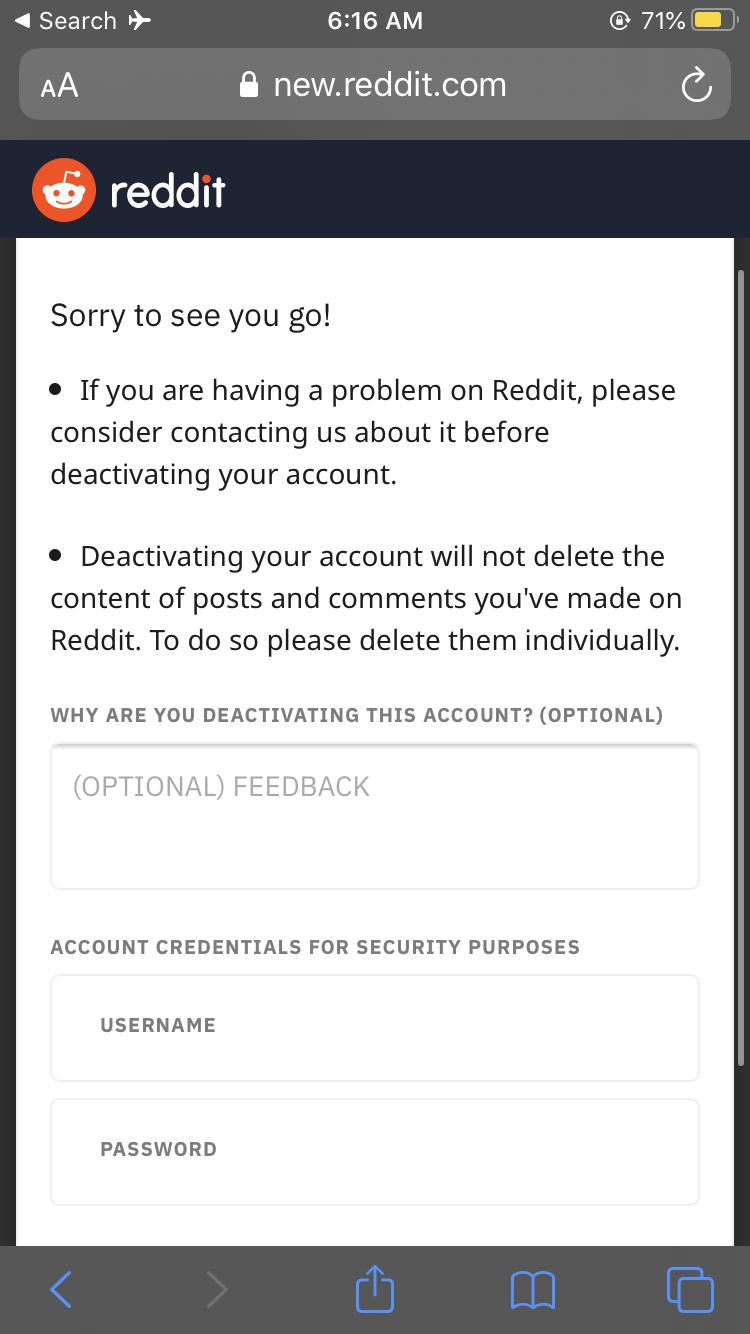 Search
6:16 AM
71%
AA
new.reddit.com
reddit
Sorry to see you go!
• If you are having a problem on Reddit, please
consider contacting us about it before
deactivating your account.
• Deactivating your account will not delete the
content of posts and comments you've made on
Reddit. To do so please delete them individually.
WHY ARE YOU DEACTIVATING THIS ACCOUNT? (OPTIONAL)
(OPTIONAL) FEEDBACK
ACCOUNT CREDENTIALS FOR SECURITY PURPOSES
USERNAME
PASSWORD